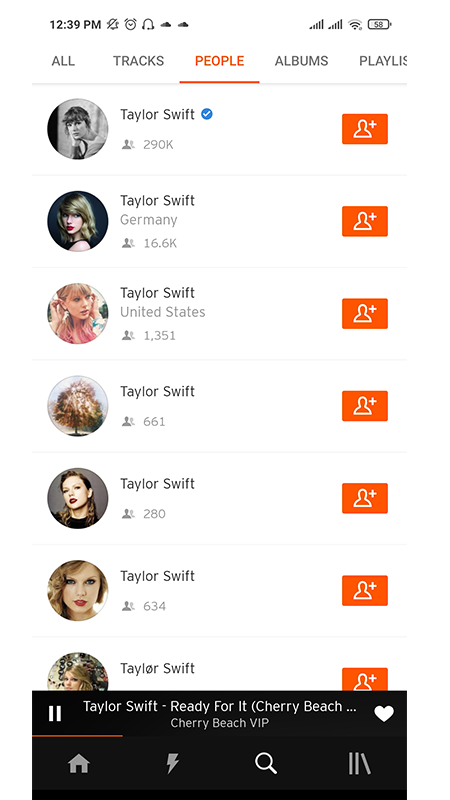 12:39 PM 58
ALL TRACKS PEOPLE ALBUMS PLAYLIS
Taylor Swift
290K
Taylor Swift
Germany
16.6K
Taylor Swift
United States
1,351
Taylor Swift
661
Taylor Swift
280
Taylor Swift
634
Taylør Swift
Taylor Swift - Ready For It (Cherry Beach ...
Cherry Beach VIP